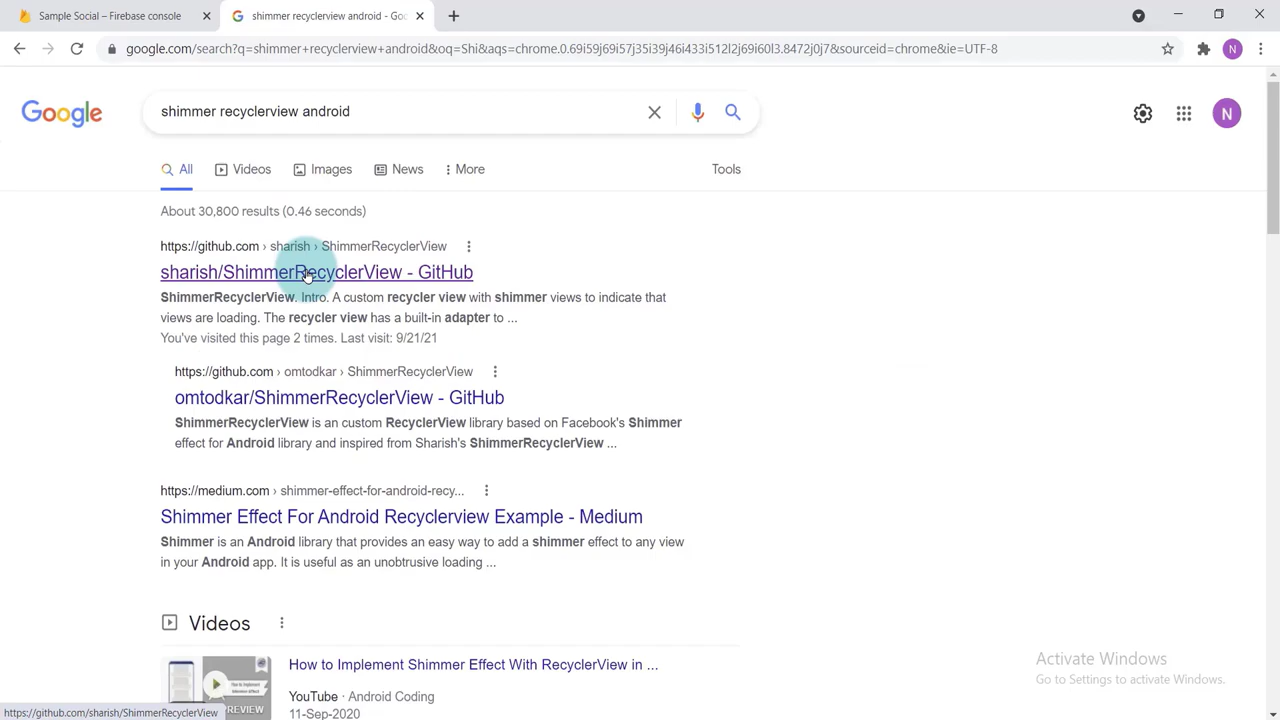 Sample Social – Firebase console
shimmer recyclerview android - Goo
google.com/search?q=shimmer+recyclerview+android&oq=Shi&aqs=chrome.0.69i59j69i57j35i39j46i433i512l2j69i60l3.8472j0j7&sourceid=chrome&ie=UTF-8
N
Google
shimmer recyclerview android
N
All
Videos
Images
News
More
Tools
About 30,800 results (0.46 seconds)
https://github.com › sharish › ShimmerRecyclerView
sharish/ShimmerRecyclerView - GitHub
ShimmerRecyclerView. Intro. A custom recycler view with shimmer views to indicate that
views are loading. The recycler view has a built-in adapter to ...
You've visited this page 2 times. Last visit: 9/21/21
https://github.com › omtodkar › ShimmerRecyclerView
omtodkar/ShimmerRecyclerView - GitHub
ShimmerRecyclerView is an custom RecyclerView library based on Facebook's Shimmer
effect for Android library and inspired from Sharish's ShimmerRecyclerView ...
https://medium.com › shimmer-effect-for-android-recy...
Shimmer Effect For Android Recyclerview Example - Medium
Shimmer is an Android library that provides an easy way to add a shimmer effect to any view
in your Android app. It is useful as an unobtrusive loading ...
Videos
How to Implement Shimmer Effect With RecyclerView in ...
YouTube · Android Coding
PREVIEW
11-Sep-2020
Activate Windows
Go to Settings to activate Windows.
https://github.com/sharish/ShimmerRecyclerView